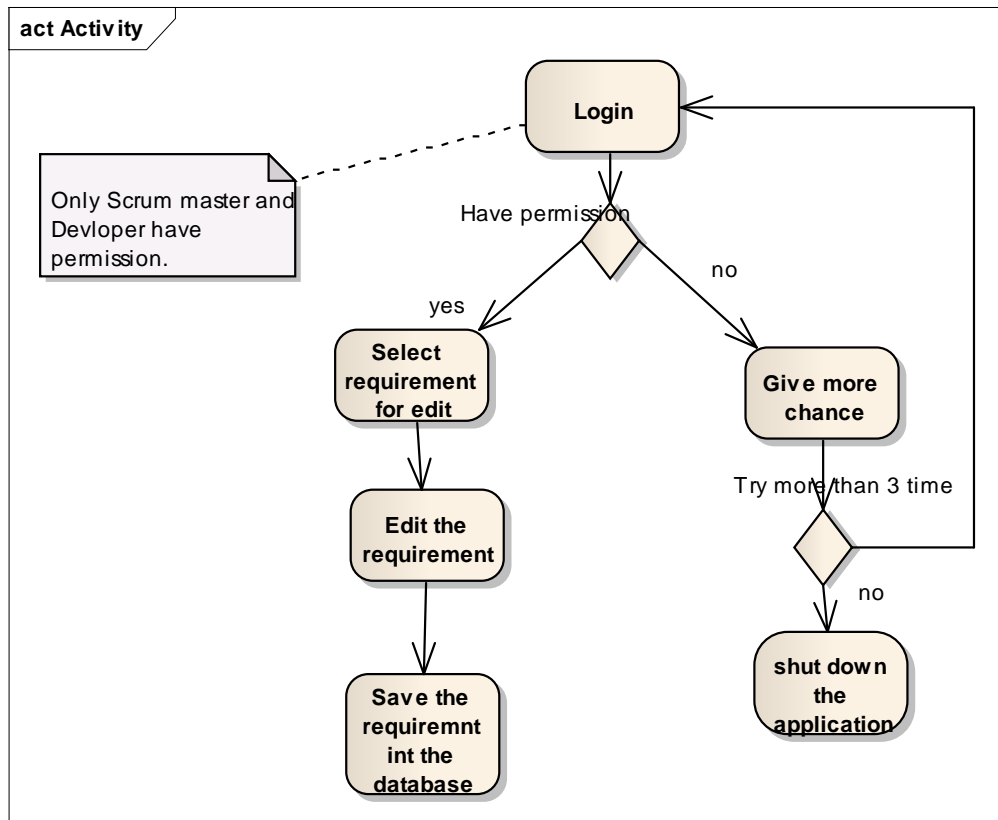 act Activity
Login
Only Scrum master and
Devloper have
permission.
Have permission
no
yes
Select
requirement
for edit
Give more
chance
Try more than 3 time
Edit the
requirement
no
shut down
the
application
Save the
requiremnt
int the
database